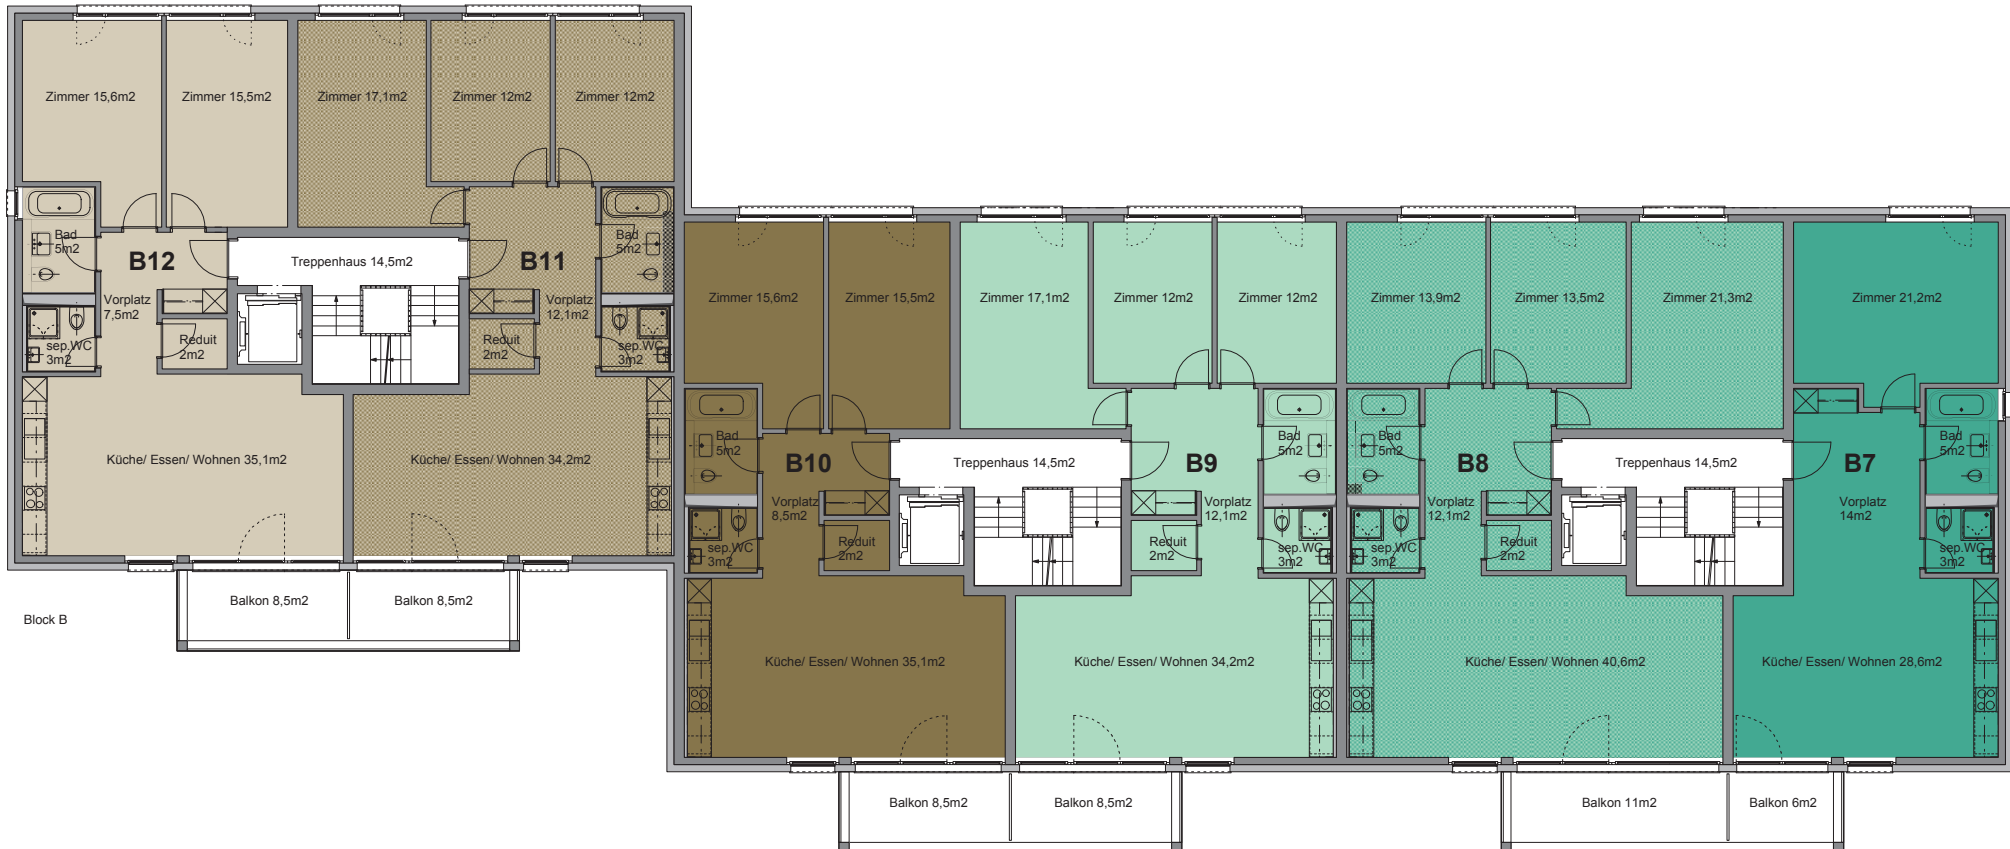 Zimmer 15,6m2
Zimmer 15,5m2
Zimmer 17,1m2
Zimmer 12m2
Zimmer 12m2
Bad
5m2
B12
Treppenhaus 14,5m2
B11
Bad
5m2
Vorplatz
7,5m2
Vorplatz
12,1m2
sep.WC
3m2
Reduit
2m2
Reduit
2m2
sep.WC
3m2
Küche/ Essen/ Wohnen 35,1m2
Küche/ Essen/ Wohnen 34,2m2
Balkon 8,5m2
Balkon 8,5m2
Block B
Zimmer 15,6m2
Zimmer 15,5m2
Zimmer 17,1m2
Zimmer 12m2
Zimmer 12m2
Zimmer 13,9m2
Zimmer 13,5m2
Zimmer 21,3m2
Zimmer 21,2m2
Bad
5m2
B10
Treppenhaus 14,5m2
B9
Bad
5m2
Bad
5m2
B8
Treppenhaus 14,5m2
B7
Bad
5m2
Vorplatz
8,5m2
Vorplatz
12,1m2
Vorplatz
12,1m2
Vorplatz
14m2
sep.WC
3m2
Reduit
2m2
Reduit
2m2
sep.WC
3m2
sep.WC
3m2
Reduit
2m2
sep.WC
3m2
Küche/ Essen/ Wohnen 35,1m2
Küche/ Essen/ Wohnen 34,2m2
Küche/ Essen/ Wohnen 40,6m2
Küche/ Essen/ Wohnen 28,6m2
Balkon 8,5m2
Balkon 8,5m2
Balkon 11m2
Balkon 6m2